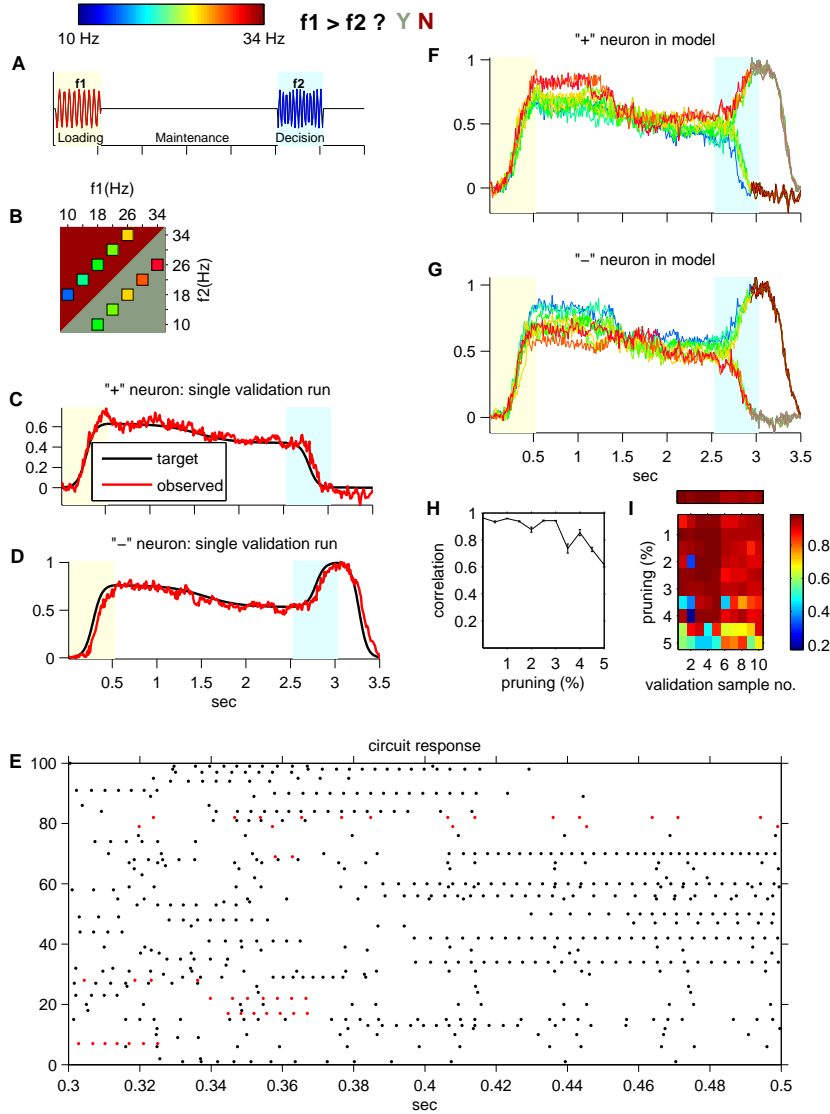 f1 > f2 ? Y N
10 Hz 34 Hz
A
f1 f2
Loading Maintenance Decision
B
f1(Hz)
10 18 26 34
34
26
18
10
f2(Hz)
C
"+" neuron: single validation run
0.6
0.4
0.2
0
target
observed
D
"–" neuron: single validation run
1
0.5
0
0.5 1 1.5 2 2.5 3 3.5
sec
F
"+" neuron in model
1
0.5
0
G
"–" neuron in model
1
0.5
0
0.5 1 1.5 2 2.5 3 3.5
sec
H
correlation
1
0.8
0.6
0.4
0.2
1 2 3 4 5
pruning (%)
I
pruning (%)
1
2
3
4
5
2 4 6 8 10
validation sample no.
0.8
0.6
0.4
0.2
E
circuit response
100
80
60
40
20
0
0.3 0.32 0.34 0.36 0.38 0.4 0.42 0.44 0.46 0.48 0.5
sec